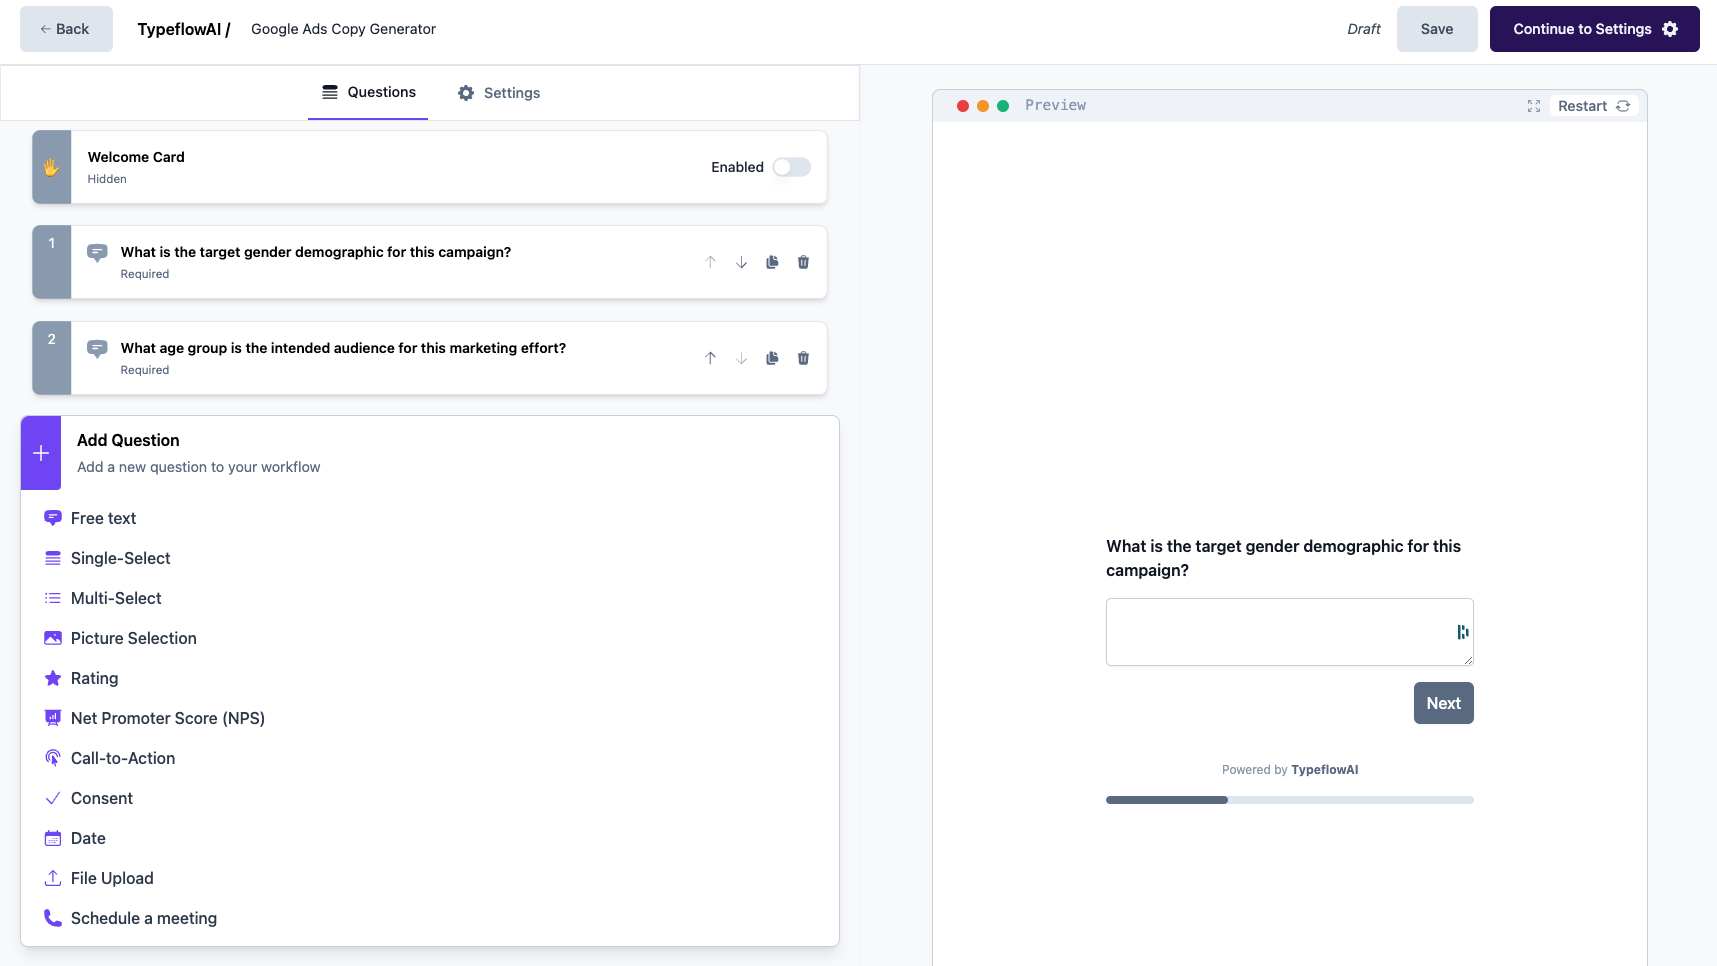 ← Back
TypeflowAI /
Google Ads Copy Generator
Draft
Save
Continue to Settings
Questions
Settings
Welcome Card
Hidden
Enabled
1
What is the target gender demographic for this campaign?
Required
2
What age group is the intended audience for this marketing effort?
Required
Add Question
Add a new question to your workflow
Free text
Single-Select
Multi-Select
Picture Selection
Rating
Net Promoter Score (NPS)
Call-to-Action
Consent
Date
File Upload
Schedule a meeting
Preview
Restart
What is the target gender demographic for this
campaign?
Next
Powered by TypeflowAI